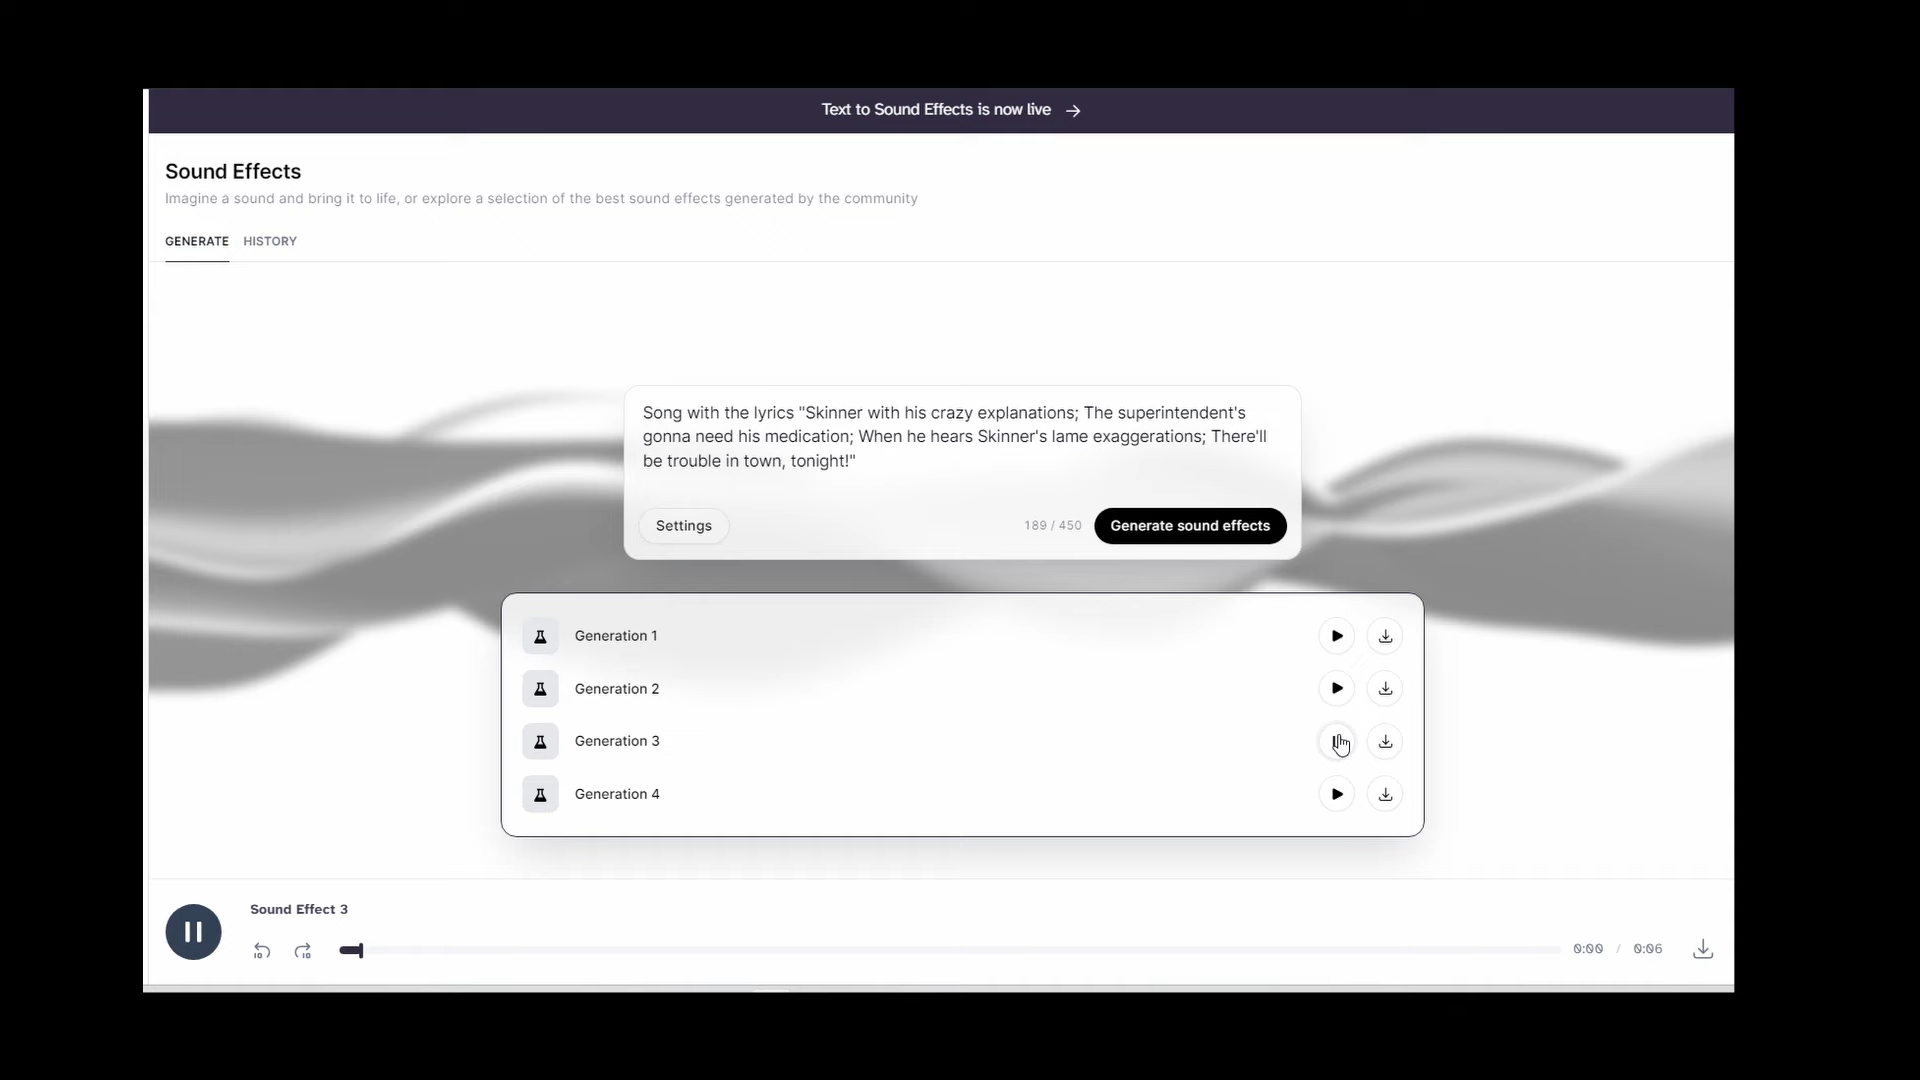 Text to Sound Effects is now live →
Sound Effects
Imagine a sound and bring it to life, or explore a selection of the best sound effects generated by the community
GENERATE HISTORY
Song with the lyrics "Skinner with his crazy explanations; The superintendent's
gonna need his medication; When he hears Skinner's lame exaggerations; There'll
be trouble in town, tonight!"
Settings 189 / 450 Generate sound effects
Generation 1
Generation 2
Generation 3
Generation 4
Sound Effect 3
10 10 0:00 / 0:06